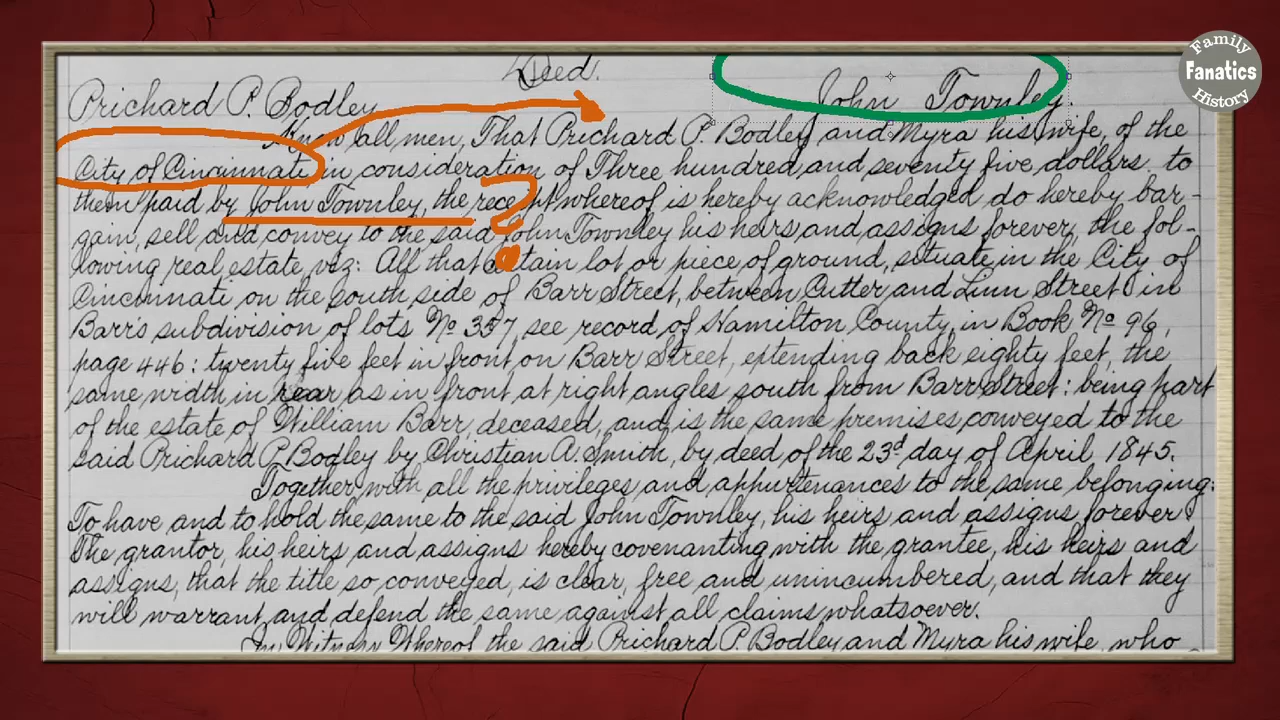 Deed.
Prichard P. Bodley
John Townley.
Know all men, That Prichard P. Bodley and Myra his wife, of the
City of Cincinnati in consideration of Three hundred and seventy five dollars to
them paid by John Townley, the receipt whereof is hereby acknowledged do hereby bar-
gain, sell and convey to the said John Townley his heirs and assigns forever, the fol-
lowing real estate, viz: All that certain lot or piece of ground, situate in the City of
Cincinnati on the South side of Barr Street, between Cutter and Linn Streets in
Barr's subdivision of lots No 357, see record of Hamilton County, in Book No 96,
page 446: twenty five feet in front on Barr Street, extending back eighty feet, the
same width in rear as in front at right angles south from Barr Street: being part
of the estate of William Barr, deceased, and is the same premises conveyed to the
said Prichard P. Bodley by Christian A. Smith, by deed of the 23d day of April 1845.
Together with all the privileges and appurtenances to the same belonging:
To have and to hold the same to the said John Townley, his heirs and assigns forever
The grantor, his heirs and assigns hereby covenanting with the grantee, his heirs and
assigns, that the title so conveyed, is clear, free and unincumbered, and that they
will warrant and defend the same against all claims whatsoever.
In Witness Whereof the said Prichard P. Bodley and Myra his wife, who
?
Family
Fanatics
History